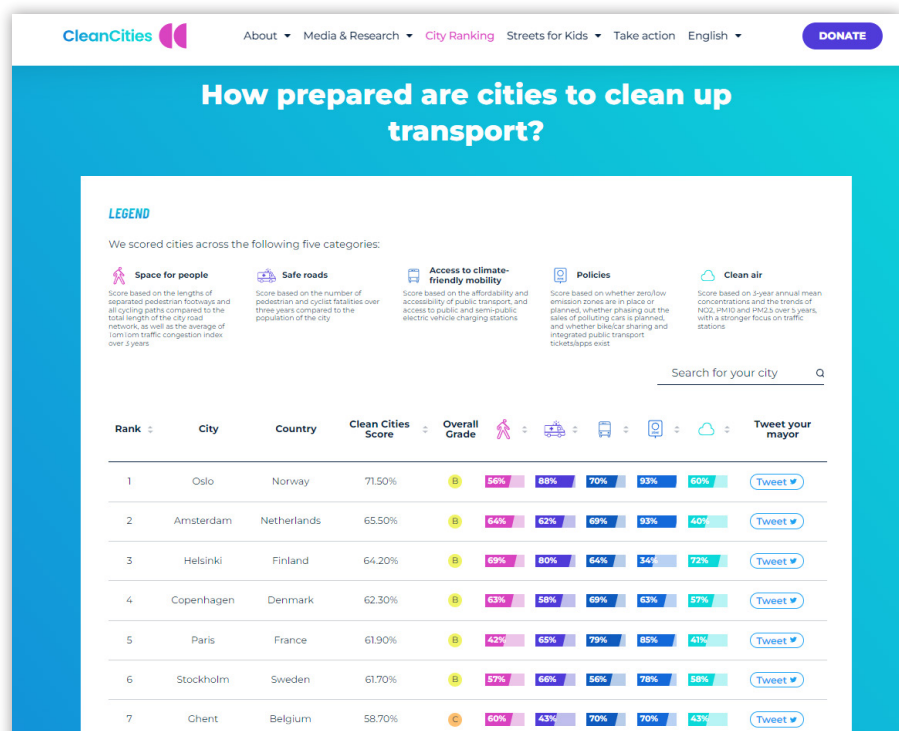 CleanCities
About Media & Research City Ranking Streets for Kids Take action English DONATE
How prepared are cities to clean up
transport?
LEGEND
We scored cities across the following five categories:
Space for people
Score based on the lengths of
separated pedestrian footways and
all cycling paths compared to the
total length of the city road
network, as well as the average of
TomTom traffic congestion index
over 3 years
Safe roads
Score based on the number of
pedestrian and cyclist fatalities over
three years compared to the
population of the city
Access to climate-
friendly mobility
Score based on the affordability and
accessibility of public transport, and
access to public and semi-public
electric vehicle charging stations
Policies
Score based on whether zero/low
emission zones are in place or
planned, whether phasing out the
sales of polluting cars is planned,
and whether bike/car sharing and
integrated public transport
tickets/apps exist
Clean air
Score based on 3-year annual mean
concentrations and the trends of
NO2, PM10 and PM2.5 over 5 years,
with a stronger focus on traffic
stations
Search for your city
Rank City Country Clean Cities Score Overall Grade Tweet your mayor
1 Oslo Norway 71.50% B 56% 88% 70% 93% 60% Tweet
2 Amsterdam Netherlands 65.50% B 64% 62% 69% 93% 40% Tweet
3 Helsinki Finland 64.20% B 69% 80% 64% 34% 72% Tweet
4 Copenhagen Denmark 62.30% B 63% 58% 69% 63% 57% Tweet
5 Paris France 61.90% B 42% 65% 79% 85% 41% Tweet
6 Stockholm Sweden 61.70% B 57% 66% 56% 78% 58% Tweet
7 Ghent Belgium 58.70% C 60% 43% 70% 70% 43% Tweet